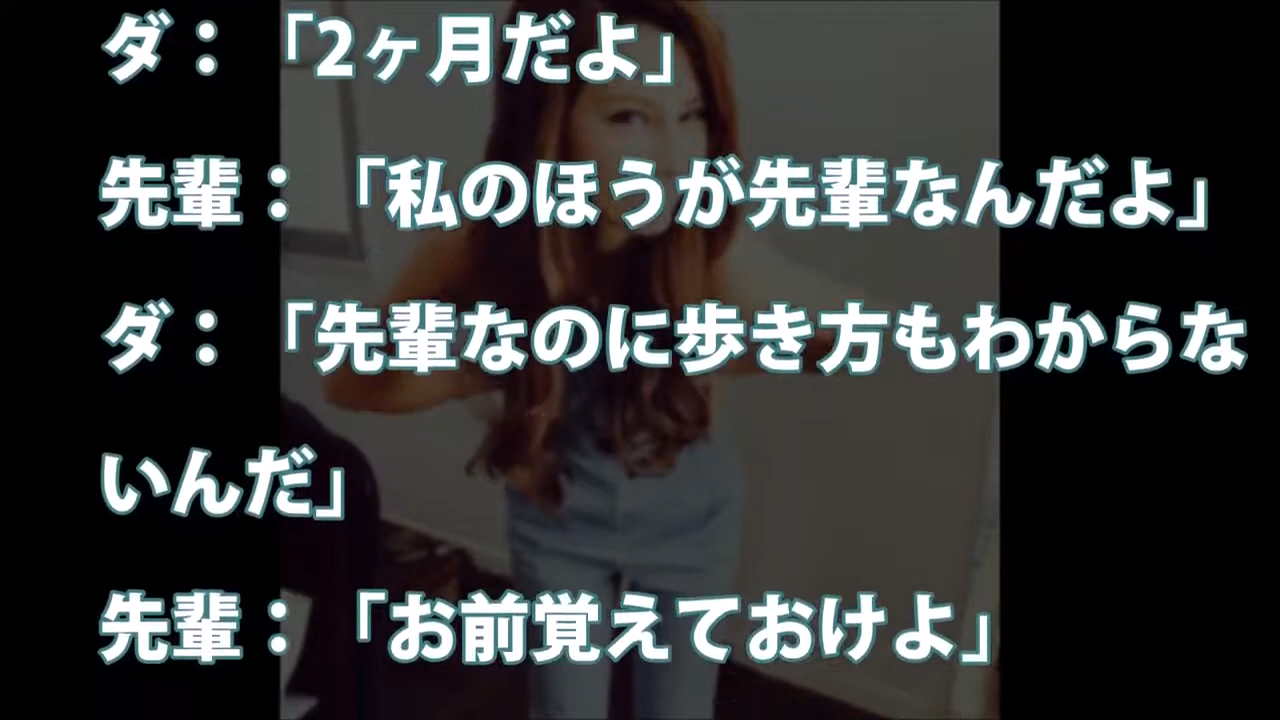 ダ：「2ヶ月だよ」
先輩：「私のほうが先輩なんだよ」
ダ：「先輩なのに歩き方もわからな
いんだ」
先輩：「お前覚えておけよ」